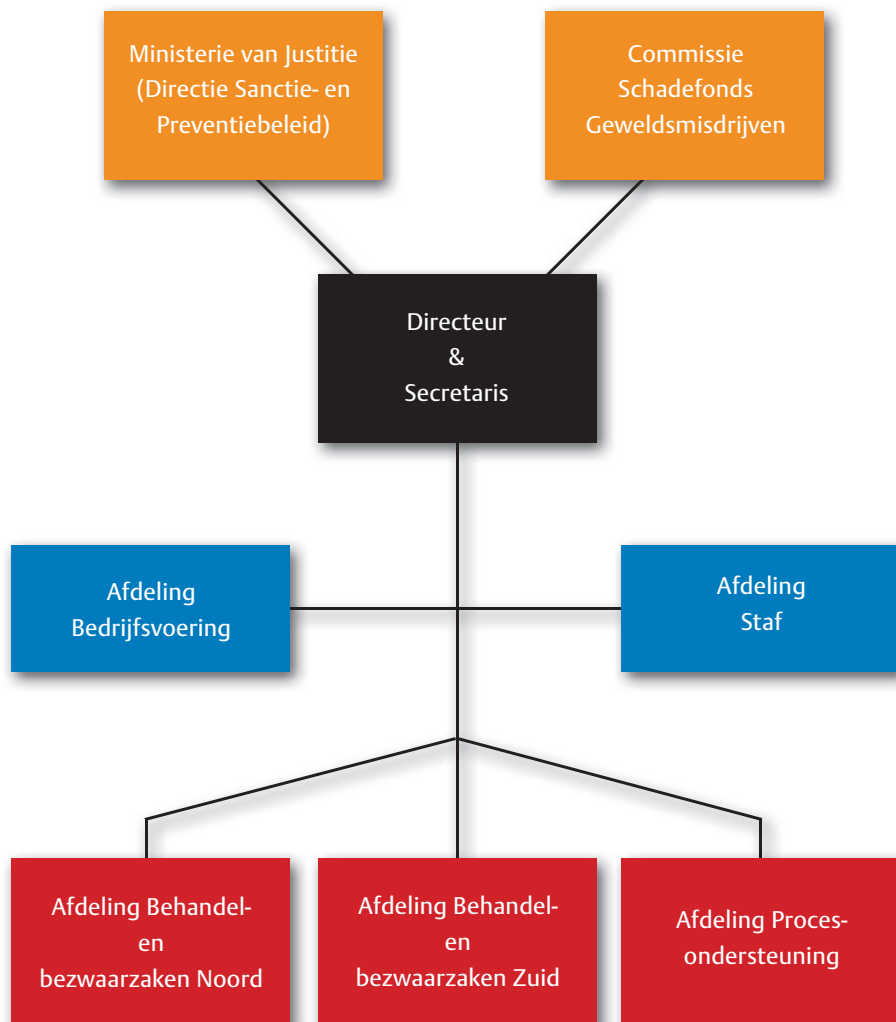 Ministerie van Justitie
(Directie Sanctie- en
Preventiebeleid)
Commissie
Schadefonds
Geweldsmisdrijven
Directeur
&
Secretaris
Afdeling
Bedrijfsvoering
Afdeling
Staf
Afdeling Behandel-
en
bezwaarzaken Noord
Afdeling Behandel-
en
bezwaarzaken Zuid
Afdeling Proces-
ondersteuning